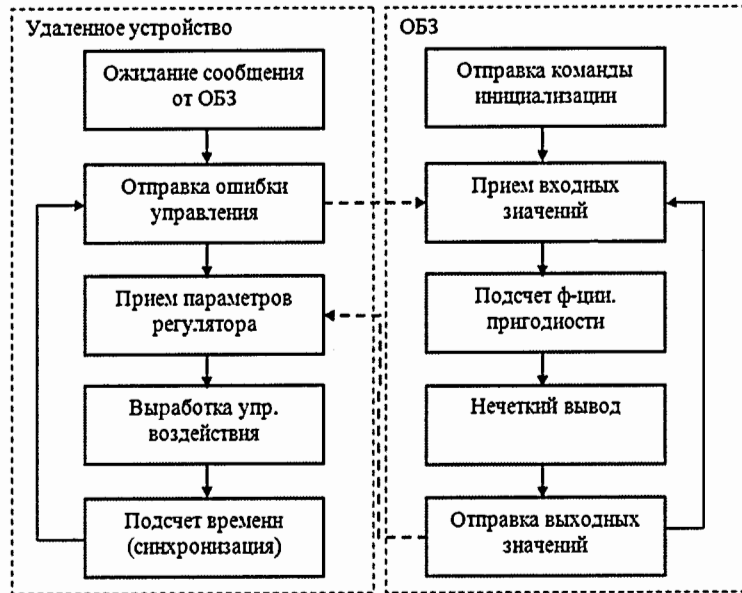 Удаленное устройство
Ожидание сообщения
от ОБЗ
Отправка ошибки
управления
Прием параметров
регулятора
Выработка упр.
воздействия
Подсчет времени
(синхронизация)
ОБЗ
Отправка команды
инициализации
Прием входных
значений
Подсчет ф-ции.
пригодности
Нечеткий вывод
Отправка выходных
значений